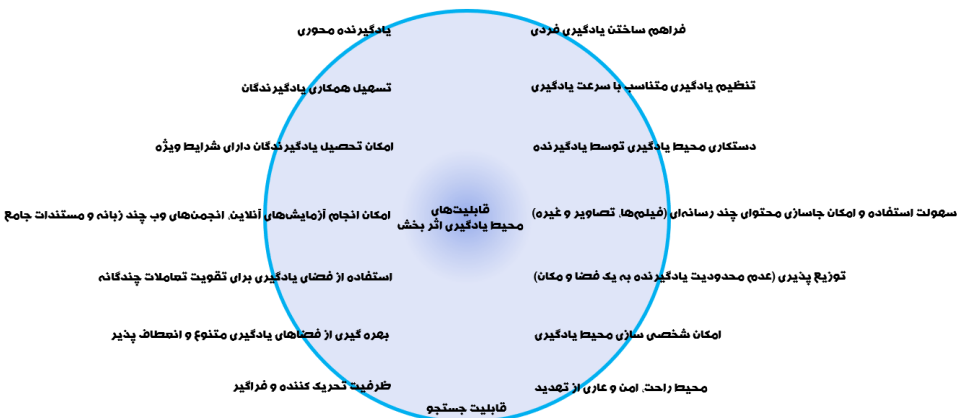 فراهم ساختن یادگیری فردی
یادگیرنده محوری
تنظیم یادگیری متناسب با سرعت یادگیری
تسهیل همکاری یادگیرندگان
دستکاری محیط یادگیری توسط یادگیرنده
امکان تحصیل یادگیرندگان دارای شرایط ویژه
سهولت استفاده و امکان جاسازی محتوای چند رسانه‌ای (فیلم‌ها، تصاویر و غیره)
قابلیت‌های
محیط یادگیری اثر بخش
امکان انجام آزمایش‌های آنلاین، انجمن‌های وب چند زبانه و مستندات جامع
توزیع پذیری (عدم محدودیت یادگیرنده به یک فضا و مکان)
استفاده از فضای یادگیری برای تقویت تعاملات چندگانه
امکان شخصی سازی محیط یادگیری
بهره گیری از فضاهای یادگیری متنوع و انعطاف پذیر
محیط راحت، امن و عاری از تهدید
ظرفیت تحریک کننده و فراگیر
قابلیت جستجو